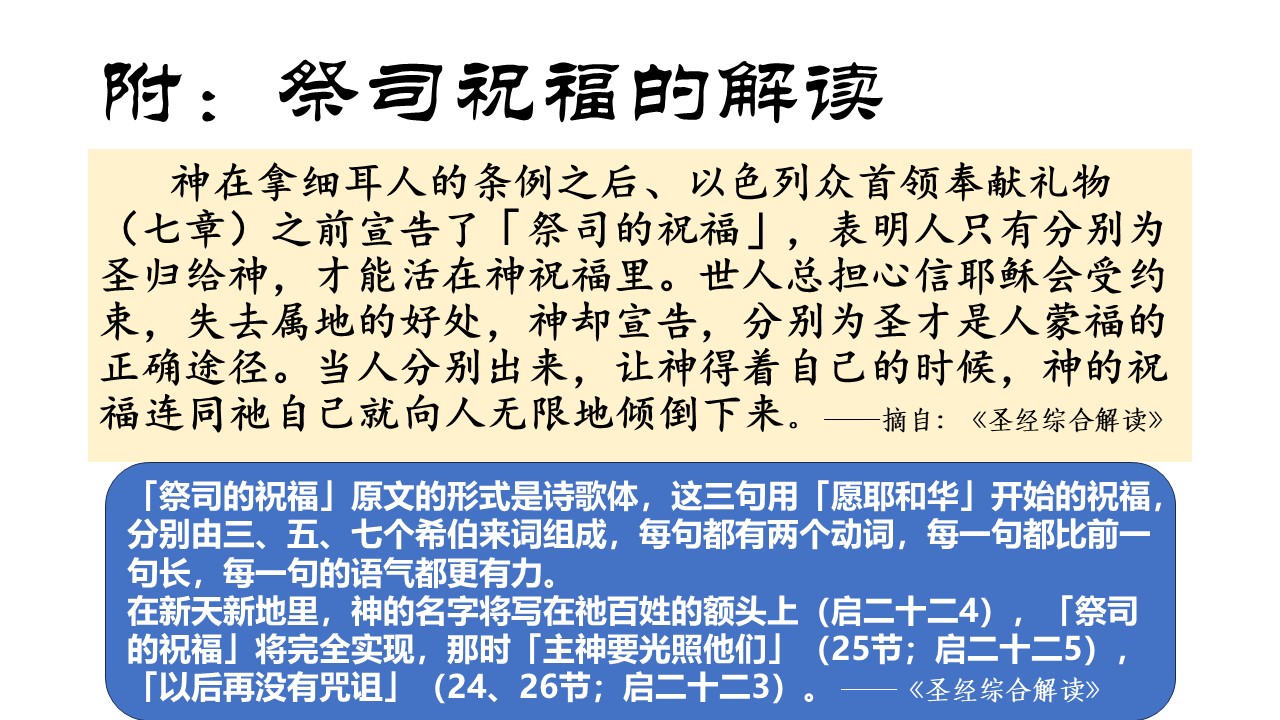 附：祭司祝福的解读
神在拿细耳人的条例之后、以色列众首领奉献礼物
（七章）之前宣告了「祭司的祝福」，表明人只有分别为
圣归给神，才能活在神祝福里。世人总担心信耶稣会受约
束，失去属地的好处，神却宣告，分别为圣才是人蒙福的
正确途径。当人分别出来，让神得着自己的时候，神的祝
福连同祂自己就向人无限地倾倒下来。——摘自：《圣经综合解读》
「祭司的祝福」原文的形式是诗歌体，这三句用「愿耶和华」开始的祝福，
分别由三、五、七个希伯来词组成，每句都有两个动词，每一句都比前一
句长，每一句的语气都更有力。
在新天新地里，神的名字将写在祂百姓的额头上（启二十二4），「祭司
的祝福」将完全实现，那时「主神要光照他们」（25节；启二十二5），
「以后再没有咒诅」（24、26节；启二十二3）。 ——《圣经综合解读》